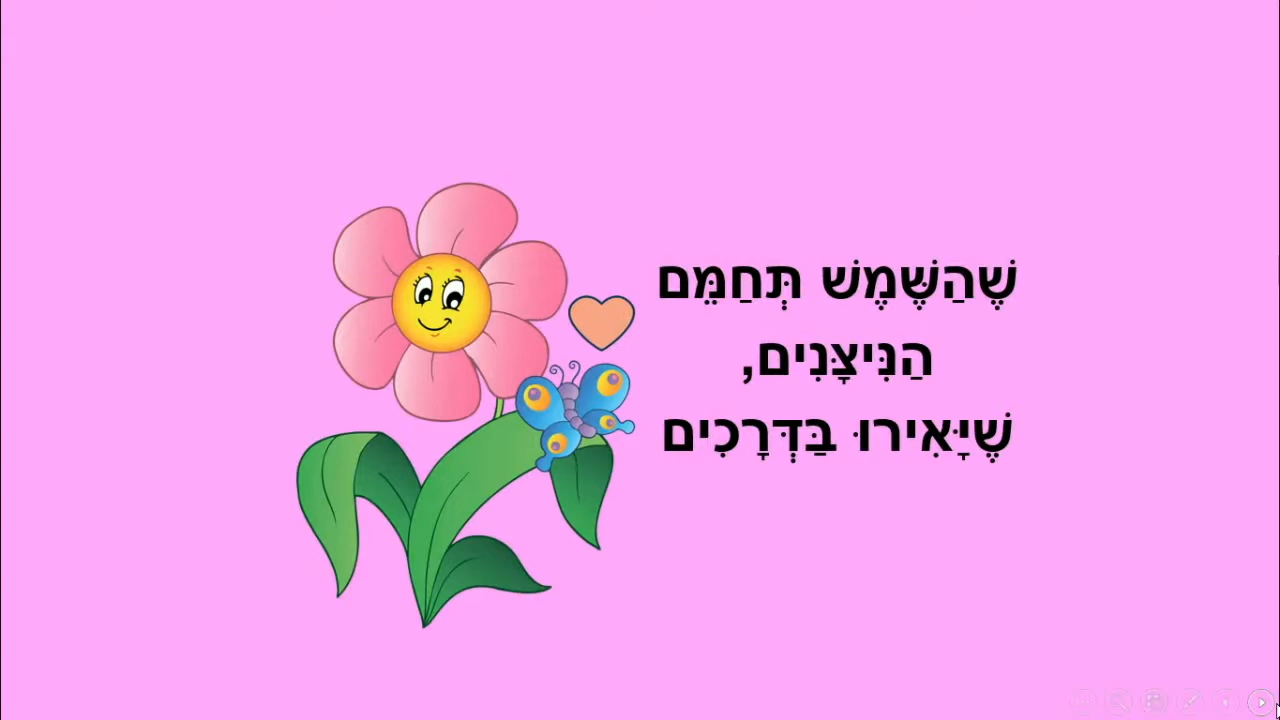 שֶׁהַשֶּׁמֶשׁ תְּחַמֵּם
הַנִּיצָּנִים,
שֶׁיָּאִירוּ בַּדְּרָכִים